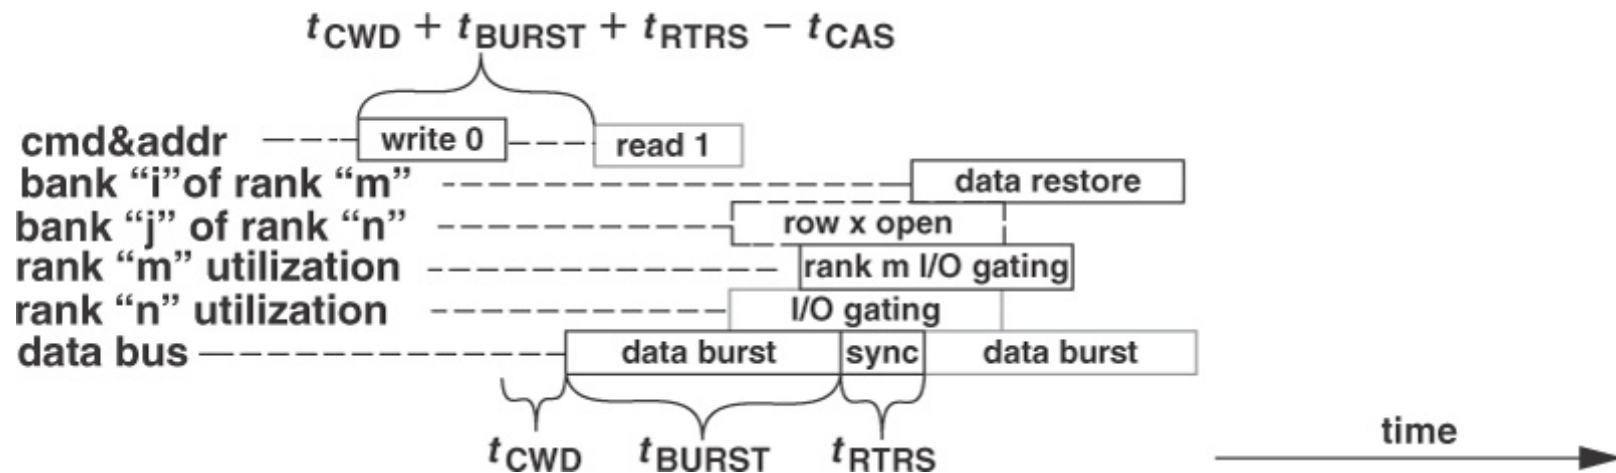 tCWD + tBURST + tRTRS − tCAS
cmd&addr write 0 read 1
bank “i”of rank “m” data restore
bank “j” of rank “n” row x open
rank “m” utilization rank m I/O gating
rank “n” utilization I/O gating
data bus data burst sync data burst
tCWD tBURST tRTRS time